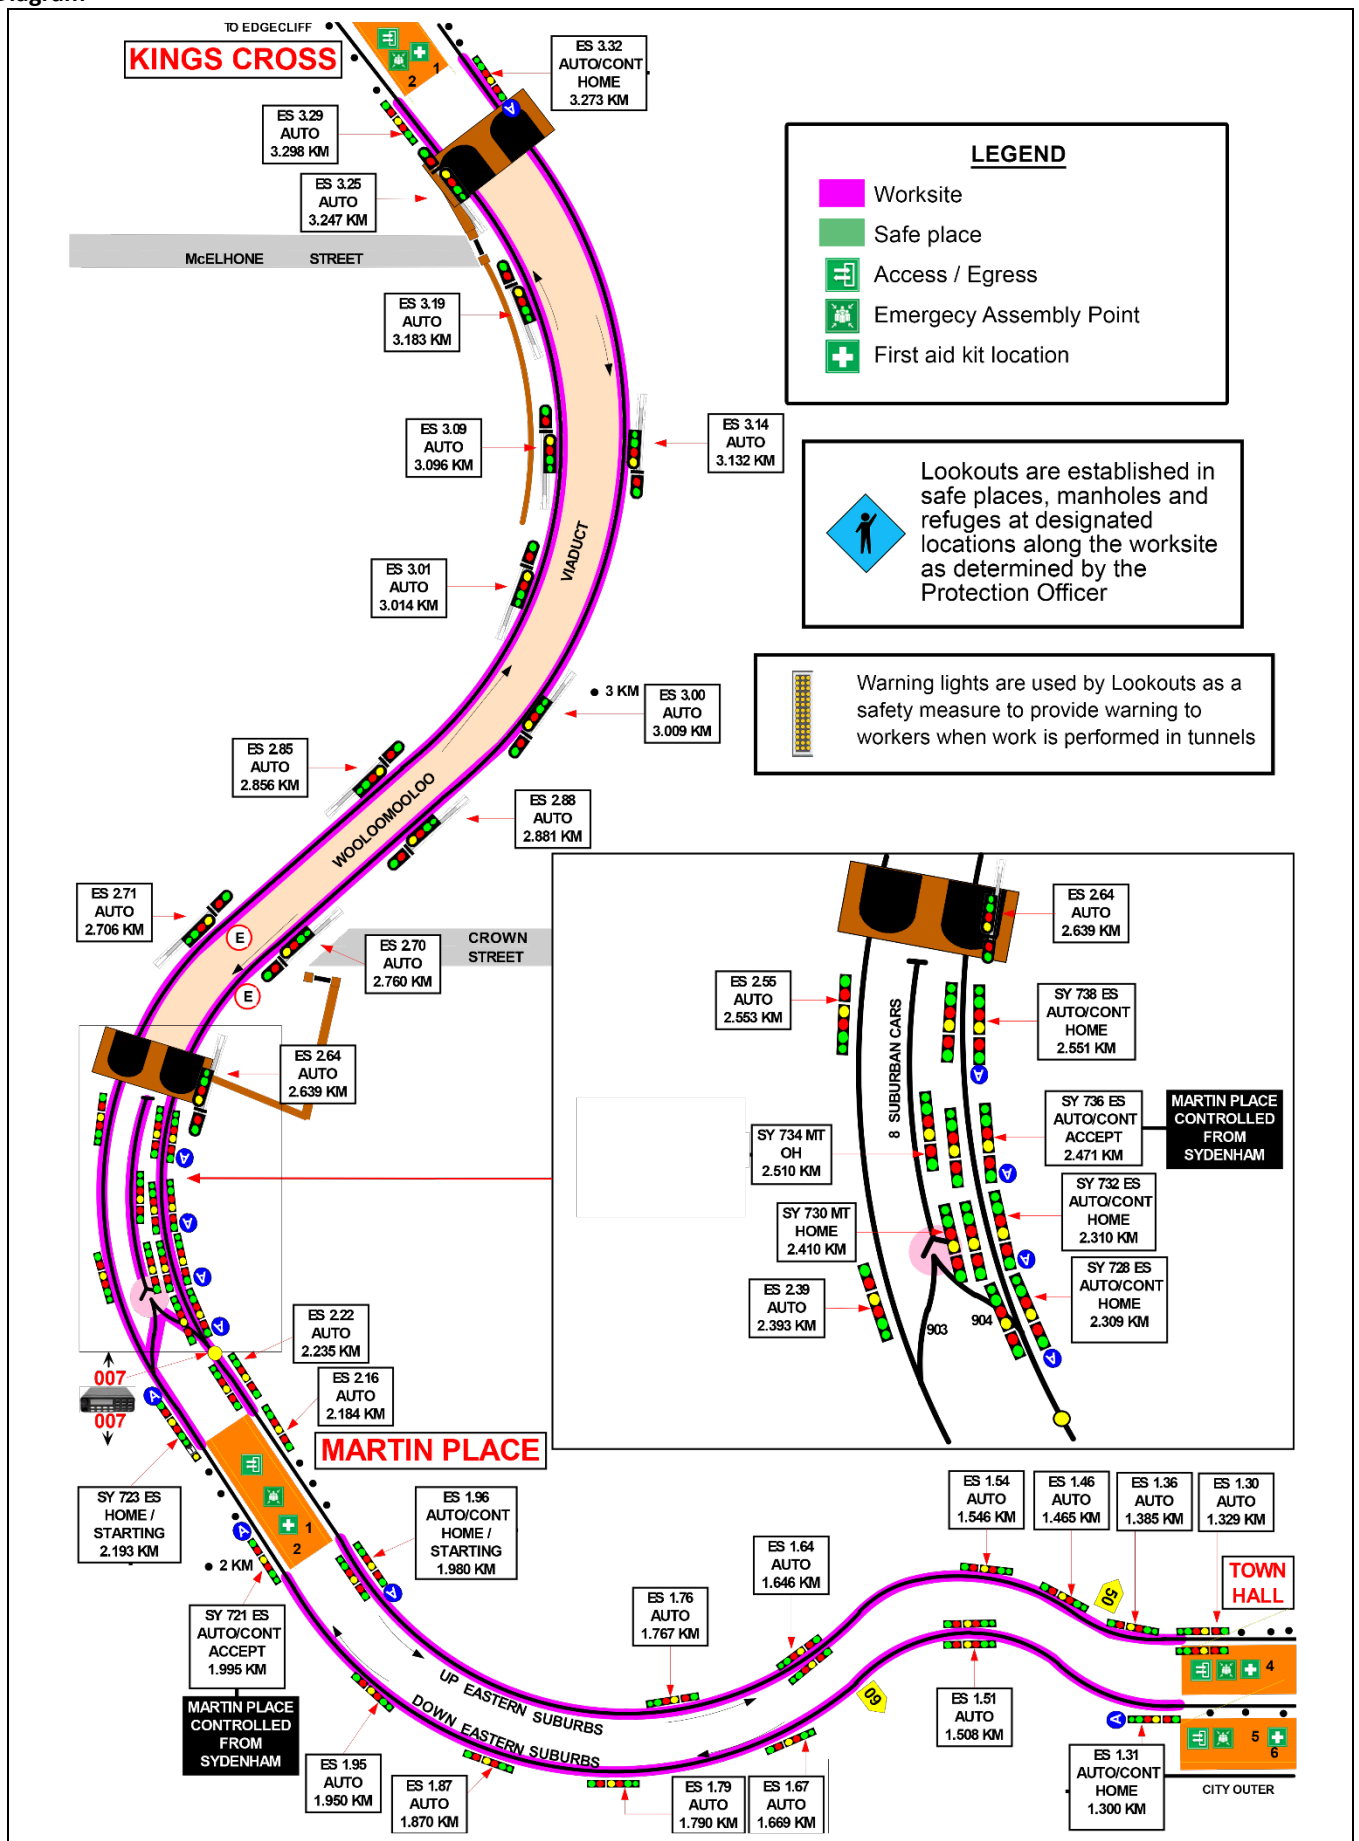 Diagram
TO EDGECLIFF
KINGS CROSS
2
1
ES 3.32
AUTO/CONT
HOME
3.273 KM
A
ES 3.29
AUTO
3.298 KM
ES 3.25
AUTO
3.247 KM
McELHONE STREET
ES 3.19
AUTO
3.183 KM
LEGEND
Worksite
Safe place
Access / Egress
Emergecy Assembly Point
First aid kit location
ES 3.09
AUTO
3.096 KM
ES 3.14
AUTO
3.132 KM
Lookouts are established in
safe places, manholes and
refuges at designated
locations along the worksite
as determined by the
Protection Officer
VIADUCT
ES 3.01
AUTO
3.014 KM
3 KM
ES 3.00
AUTO
3.009 KM
Warning lights are used by Lookouts as a
safety measure to provide warning to
workers when work is performed in tunnels
ES 2.85
AUTO
2.856 KM
WOOLOOMOOLOO
ES 2.88
AUTO
2.881 KM
ES 2.71
AUTO
2.706 KM
E
E
ES 2.70
AUTO
2.760 KM
CROWN
STREET
ES 2.64
AUTO
2.639 KM
A
A
A
A
ES 2.64
AUTO
2.639 KM
ES 2.55
AUTO
2.553 KM
8 SUBURBAN CARS
SY 738 ES
AUTO/CONT
HOME
2.551 KM
A
SY 736 ES
AUTO/CONT
ACCEPT
2.471 KM
A
MARTIN PLACE
CONTROLLED
FROM
SYDENHAM
SY 734 MT
OH
2.510 KM
SY 732 ES
AUTO/CONT
HOME
2.310 KM
A
SY 730 MT
HOME
2.410 KM
SY 728 ES
AUTO/CONT
HOME
2.309 KM
A
ES 2.39
AUTO
2.393 KM
903
904
ES 2.22
AUTO
2.235 KM
007
007
A
ES 2.16
AUTO
2.184 KM
MARTIN PLACE
SY 723 ES
HOME /
STARTING
2.193 KM
1
2
A
2 KM
ES 1.96
AUTO/CONT
HOME /
STARTING
1.980 KM
A
SY 721 ES
AUTO/CONT
ACCEPT
1.995 KM
MARTIN PLACE
CONTROLLED
FROM
SYDENHAM
ES 1.54
AUTO
1.546 KM
ES 1.46
AUTO
1.465 KM
ES 1.36
AUTO
1.385 KM
ES 1.30
AUTO
1.329 KM
ES 1.64
AUTO
1.646 KM
ES 1.76
AUTO
1.767 KM
50
TOWN
HALL
4
UP EASTERN SUBURBS
DOWN EASTERN SUBURBS
60
ES 1.51
AUTO
1.508 KM
A
5
6
ES 1.95
AUTO
1.950 KM
ES 1.87
AUTO
1.870 KM
ES 1.79
AUTO
1.790 KM
ES 1.67
AUTO
1.669 KM
ES 1.31
AUTO/CONT
HOME
1.300 KM
CITY OUTER